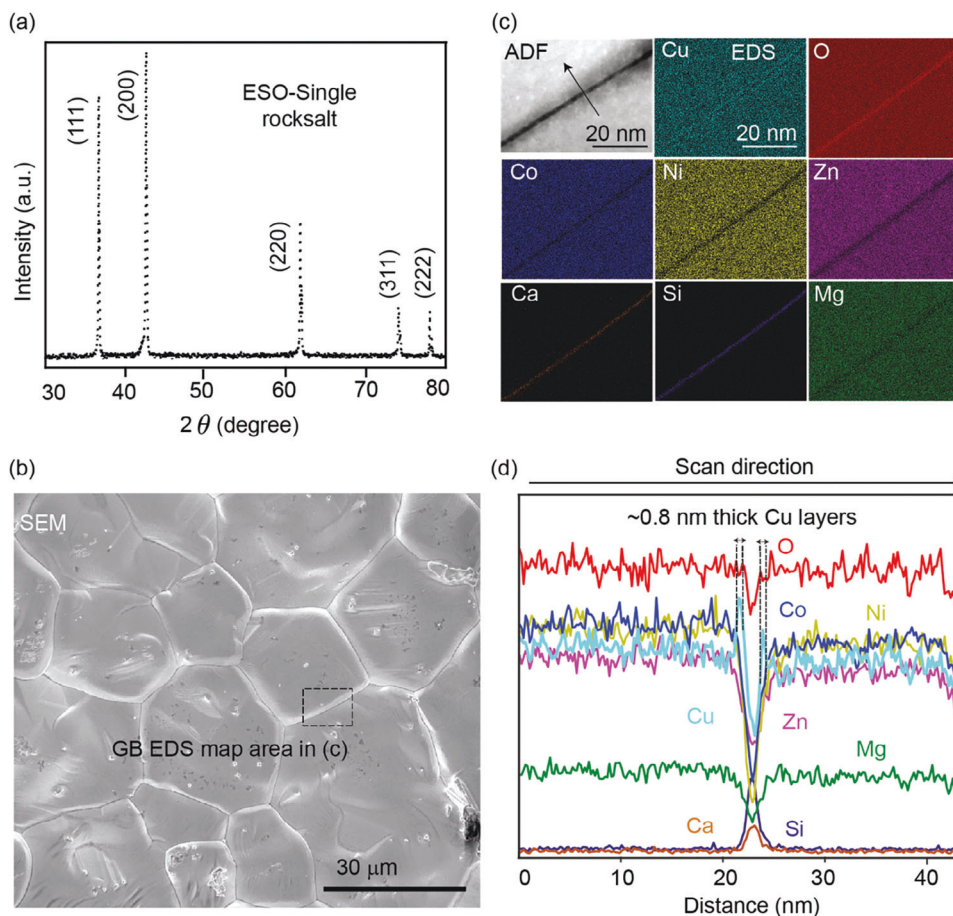 (a)
Intensity (a.u.)
(111)
(200)
ESO-Single
rocksalt
(220)
(311)
(222)
30 40 50 60 70 80
2 θ (degree)
(b)
SEM
GB EDS map area in (c)
30 μm
(c)
ADF
20 nm
Cu EDS
20 nm
O
Co
Ni
Zn
Ca
Si
Mg
(d)
Scan direction
~0.8 nm thick Cu layers
O
Co
Ni
Cu
Zn
Mg
Ca
Si
0 10 20 30 40
Distance (nm)